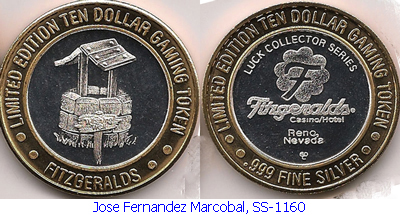 LIMITED EDITION TEN DOLLAR GAMING TOKEN
• FITZGERALDS •
LIMITED EDITION TEN DOLLAR GAMING TOKEN
LUCK COLLECTOR SERIES
F
Fitzgeralds®
Casino/Hotel
Reno,
Nevada
• .999 FINE SILVER •
Jose Fernandez Marcobal, SS-1160